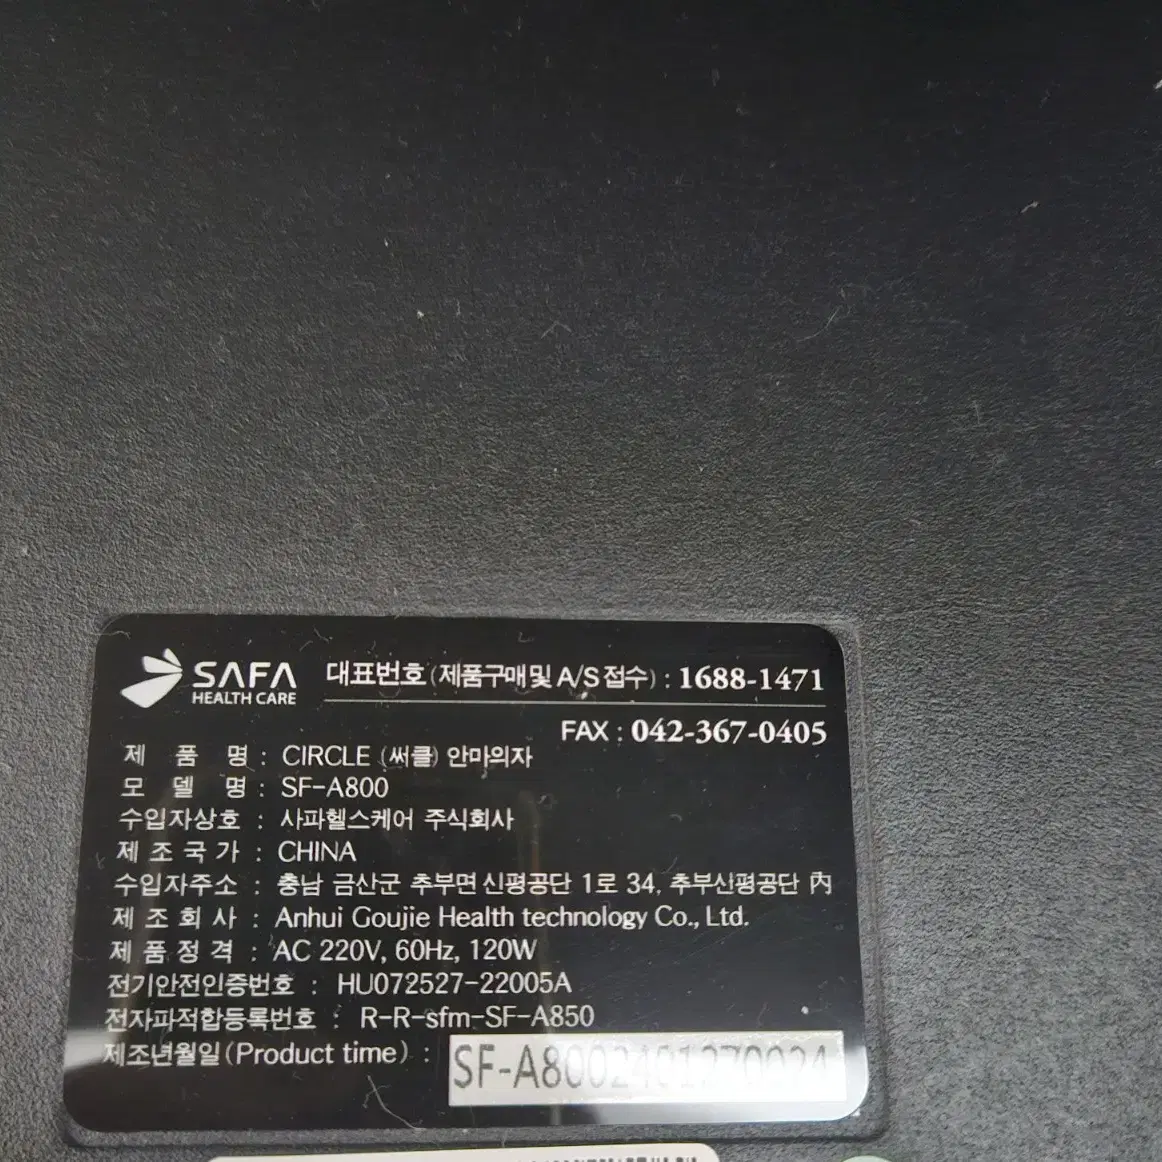 SAFA
HEALTH CARE
대표번호 (제품구매및 A/S 접수) : 1688-1471
FAX : 042-367-0405
제 품 명 : CIRCLE (써클) 안마의자
모 델 명 : SF-A800
수입자상호 : 사파헬스케어 주식회사
제 조 국 가 : CHINA
수입자주소 : 충남 금산군 추부면 신평공단 1로 34, 추부신평공단 內
제 조 회 사 : Anhui Goujie Health technology Co., Ltd.
제 품 정 격 : AC 220V, 60Hz, 120W
전기안전인증번호 : HU072527-22005A
전자파적합등록번호 : R-R-sfm-SF-A850
제조년월일 (Product time) : SF-A8002401270024